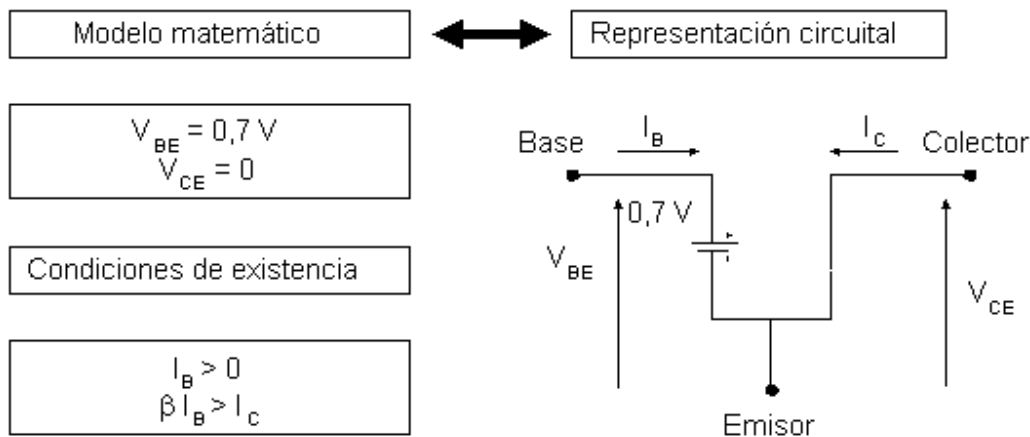 Modelo matemático
Representación circuital
V_BE = 0,7 V
V_CE = 0
Condiciones de existencia
I_B > 0
β I_B > I_C
Base
I_B
I_C
Colector
0,7 V
+
-
V_BE
V_CE
Emisor